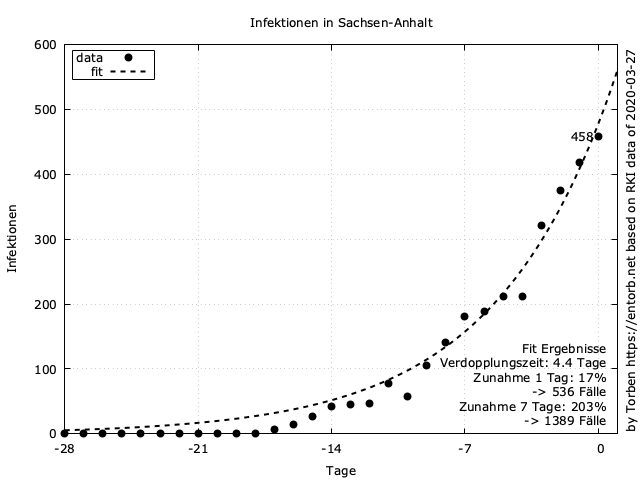 Infektionen in Sachsen-Anhalt
600
500
400
300
200
100
0
-28
-21
-14
-7
0
Tage
Infektionen
data
fit
458
Fit Ergebnisse
Verdopplungszeit: 4.4 Tage
Zunahme 1 Tag: 17%
-> 536 Fälle
Zunahme 7 Tage: 203%
-> 1389 Fälle
by Torben https://entorb.net based on RKI data of 2020-03-27